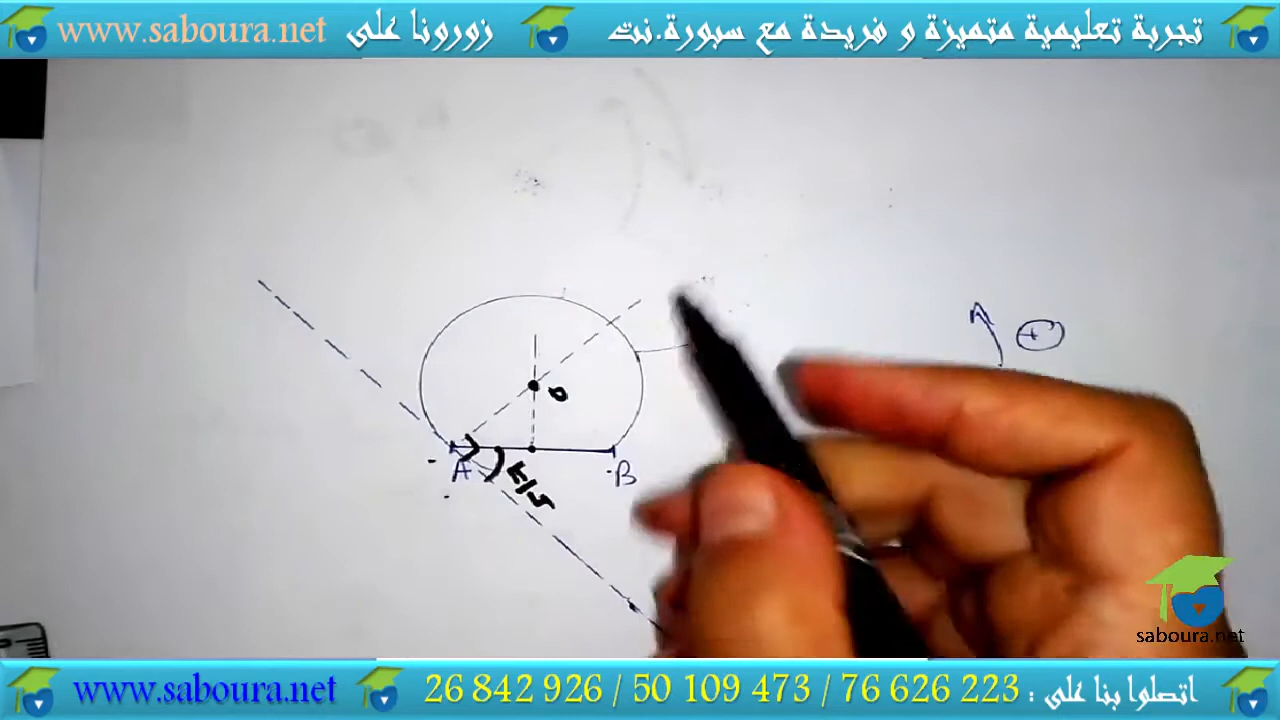 تجربة تعليمية متميزة و فريدة مع سبورة.نت زورونا على www.saboura.net
+
O
A
B
π/5
saboura.net
اتصلوا بنا على : 26 842 926 / 50 109 473 / 76 626 223 www.saboura.net